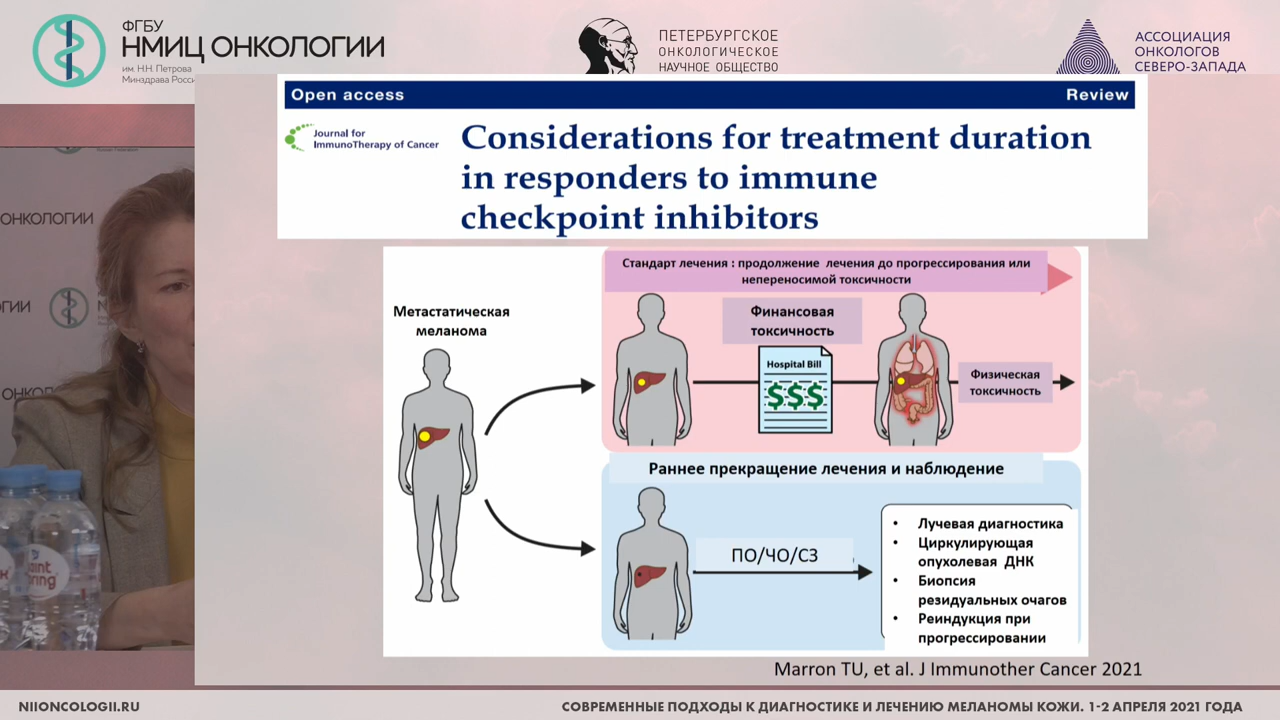 ФГБУ
НМИЦ ОНКОЛОГИИ
им. Н.Н. Петрова
Минздрава
ПЕТЕРБУРГСКОЕ
ОНКОЛОГИЧЕСКОЕ
НАУЧНОЕ ОБЩЕСТВО
АССОЦИАЦИЯ
ОНКОЛОГОВ
СЕВЕРО-ЗАПАДА
Open access
Review
Journal for
ImmunoTherapy of Cancer
Considerations for treatment duration
in responders to immune
checkpoint inhibitors
Стандарт лечения : продолжение лечения до прогрессирования или
непереносимой токсичности
Метастатическая
меланома
Финансовая
токсичность
Hospital Bill
$$$
Физическая
токсичность
Раннее прекращение лечения и наблюдение
ПО/ЧО/СЗ
• Лучевая диагностика
• Циркулирующая
опухолевая ДНК
• Биопсия
резидуальных очагов
• Реиндукция при
прогрессировании
Marron TU, et al. J Immunother Cancer 2021
ОНКОЛОГИИ
NIIONCOLOGII.RU
СОВРЕМЕННЫЕ ПОДХОДЫ К ДИАГНОСТИКЕ И ЛЕЧЕНИЮ МЕЛАНОМЫ КОЖИ. 1-2 АПРЕЛЯ 2021 ГОДА